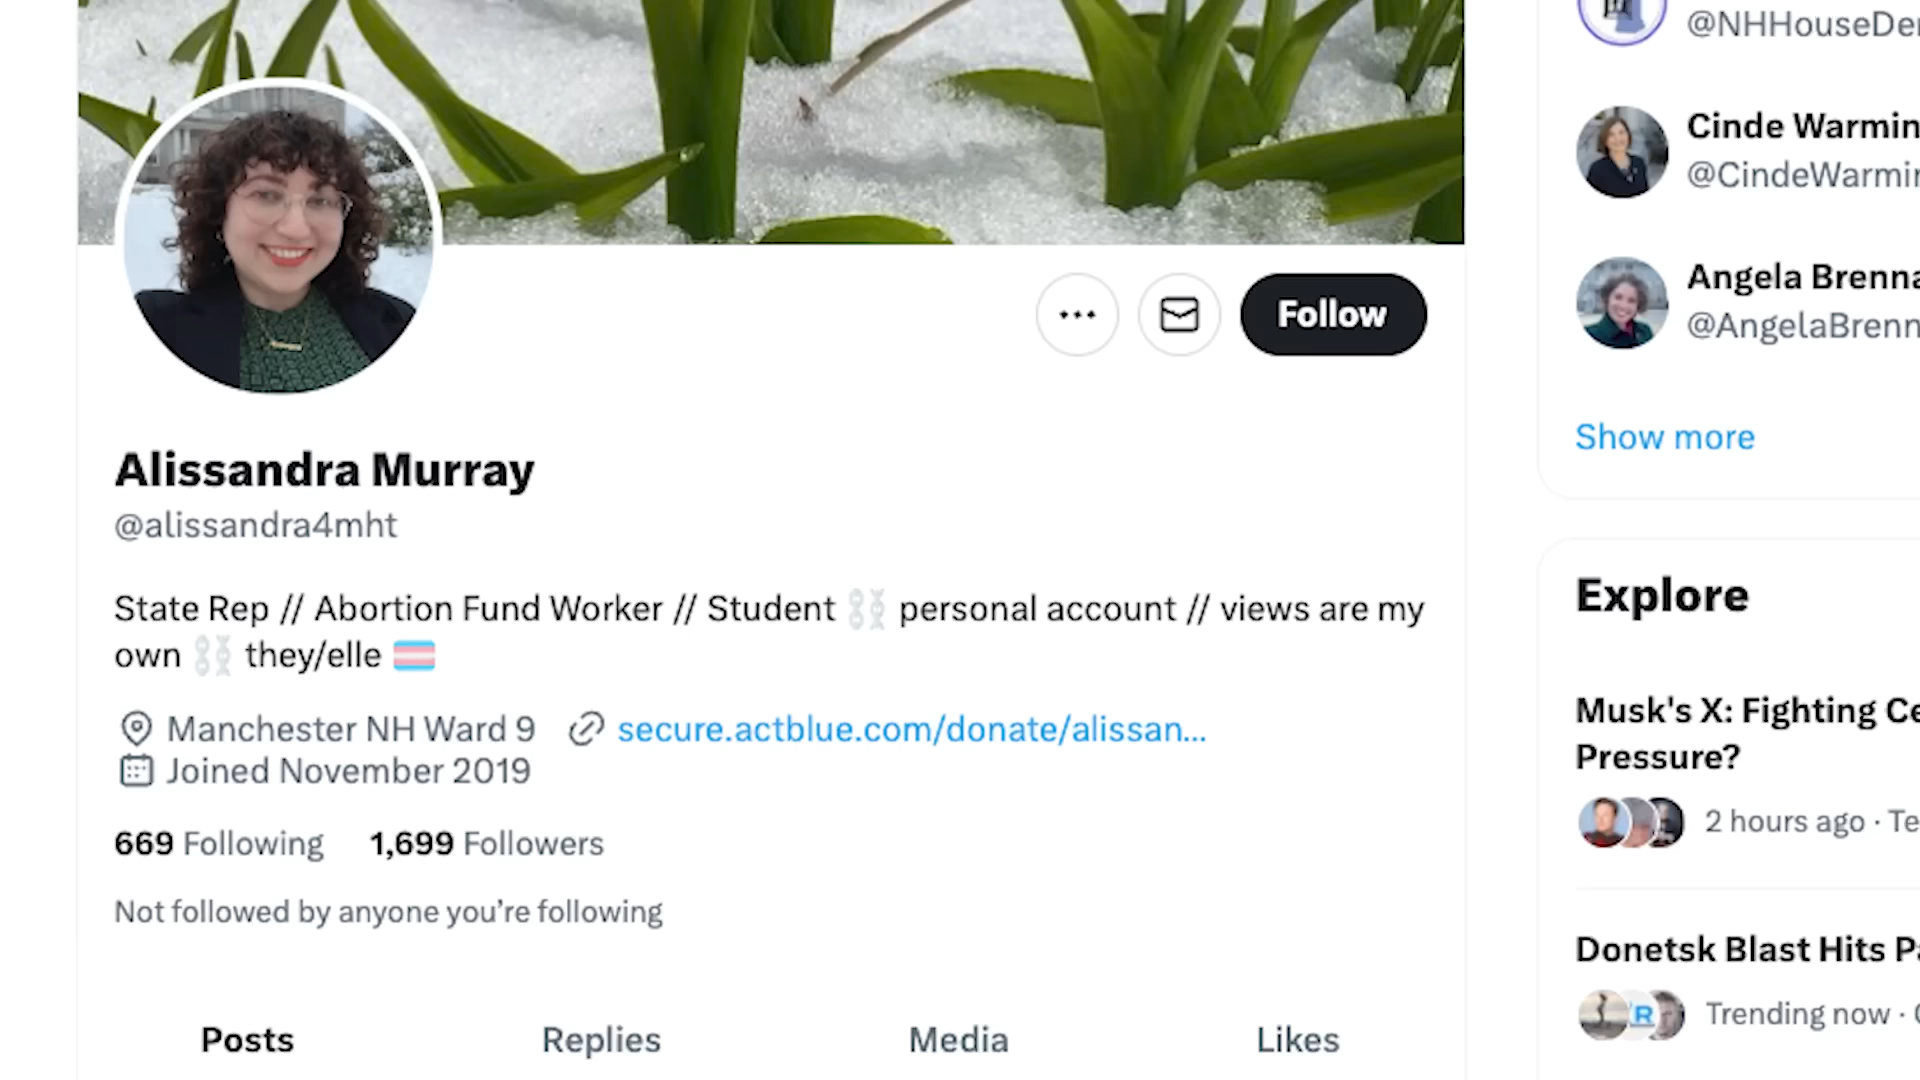 @NHHouseDe
Cinde Warmin
@CindeWarmin
Angela Brenna
@AngelaBrenn
Show more
Follow
Alissandra Murray
@alissandra4mht
State Rep // Abortion Fund Worker // Student ⛓️ personal account // views are my
own ⛓️ they/elle 🏳️‍⚧️
Manchester NH Ward 9 secure.actblue.com/donate/alissan...
Joined November 2019
669 Following 1,699 Followers
Not followed by anyone you’re following
Posts Replies Media Likes
Explore
Musk's X: Fighting Ce
Pressure?
2 hours ago · Te
Donetsk Blast Hits Pa
R
Trending now ·